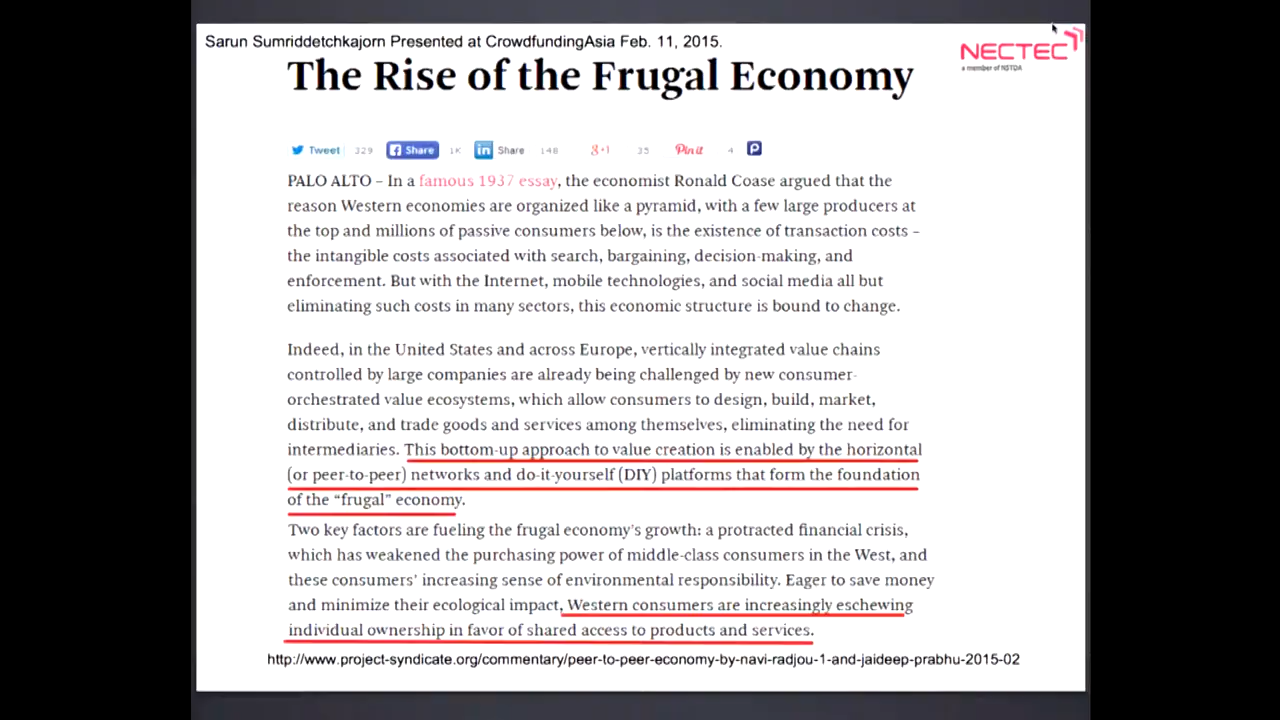 Sarun Sumriddetchkajorn Presented at CrowdfundingAsia Feb. 11, 2015.
NECTEC
a member of NSTDA
The Rise of the Frugal Economy
Tweet 329 Share 1K Share 148 g+1 35 Pin it 4
PALO ALTO – In a famous 1937 essay, the economist Ronald Coase argued that the
reason Western economies are organized like a pyramid, with a few large producers at
the top and millions of passive consumers below, is the existence of transaction costs –
the intangible costs associated with search, bargaining, decision-making, and
enforcement. But with the Internet, mobile technologies, and social media all but
eliminating such costs in many sectors, this economic structure is bound to change.
Indeed, in the United States and across Europe, vertically integrated value chains
controlled by large companies are already being challenged by new consumer-
orchestrated value ecosystems, which allow consumers to design, build, market,
distribute, and trade goods and services among themselves, eliminating the need for
intermediaries. This bottom-up approach to value creation is enabled by the horizontal
(or peer-to-peer) networks and do-it-yourself (DIY) platforms that form the foundation
of the “frugal” economy.
Two key factors are fueling the frugal economy’s growth: a protracted financial crisis,
which has weakened the purchasing power of middle-class consumers in the West, and
these consumers’ increasing sense of environmental responsibility. Eager to save money
and minimize their ecological impact, Western consumers are increasingly eschewing
individual ownership in favor of shared access to products and services.
http://www.project-syndicate.org/commentary/peer-to-peer-economy-by-navi-radjou-1-and-jaideep-prabhu-2015-02